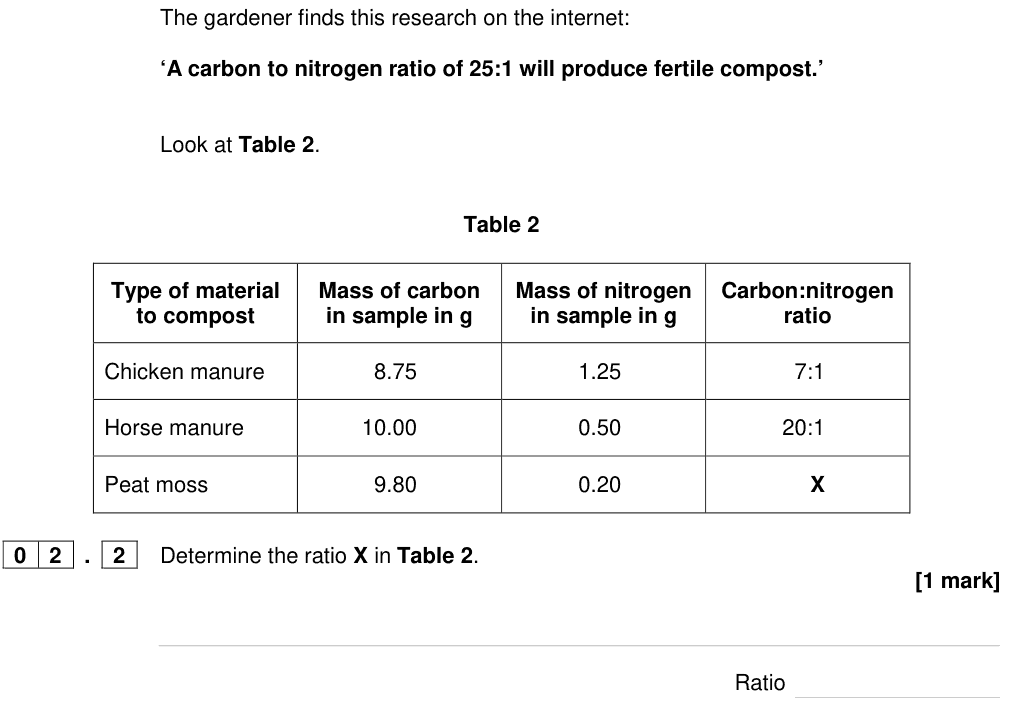 The gardener finds this research on the internet:
‘A carbon to nitrogen ratio of 25:1 will produce fertile compost.’
Look at Table 2.
Table 2
Type of material to compost Mass of carbon in sample in g Mass of nitrogen in sample in g Carbon:nitrogen ratio
Chicken manure 8.75 1.25 7:1
Horse manure 10.00 0.50 20:1
Peat moss 9.80 0.20 X
0 2 . 2 Determine the ratio X in Table 2.
[1 mark]
Ratio